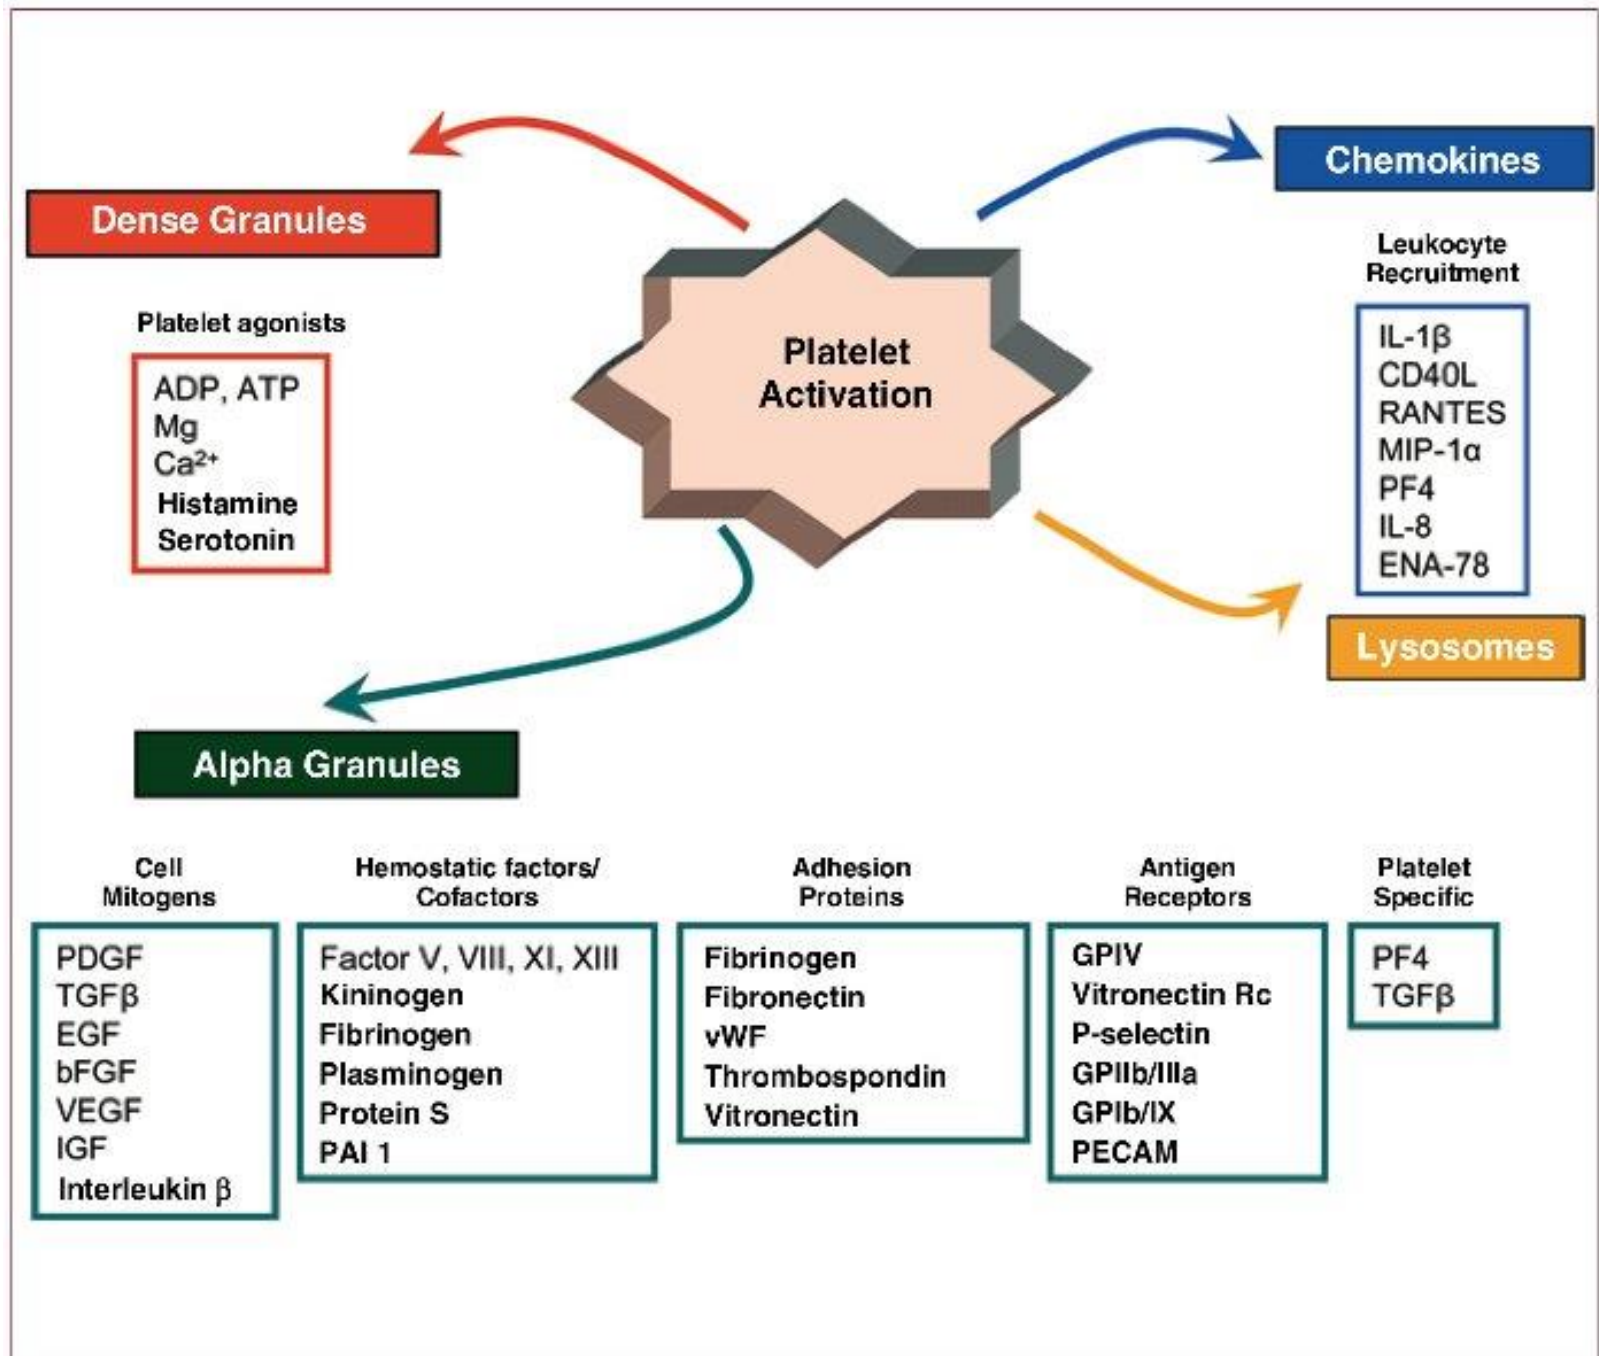 Dense Granules
Platelet agonists
ADP, ATP
Mg
Ca²⁺
Histamine
Serotonin
Platelet
Activation
Chemokines
Leukocyte
Recruitment
IL-1β
CD40L
RANTES
MIP-1α
PF4
IL-8
ENA-78
Lysosomes
Alpha Granules
Cell
Mitogens
PDGF
TGFβ
EGF
bFGF
VEGF
IGF
Interleukin β
Hemostatic factors/
Cofactors
Factor V, VIII, XI, XIII
Kininogen
Fibrinogen
Plasminogen
Protein S
PAI 1
Adhesion
Proteins
Fibrinogen
Fibronectin
vWF
Thrombospondin
Vitronectin
Antigen
Receptors
GPIV
Vitronectin Rc
P-selectin
GPIIb/IIIa
GPIb/IX
PECAM
Platelet
Specific
PF4
TGFβ